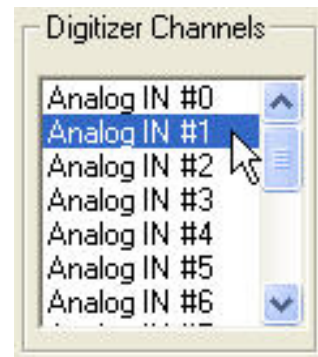 Digitizer Channels
Analog IN #0
Analog IN #1
Analog IN #2
Analog IN #3
Analog IN #4
Analog IN #5
Analog IN #6